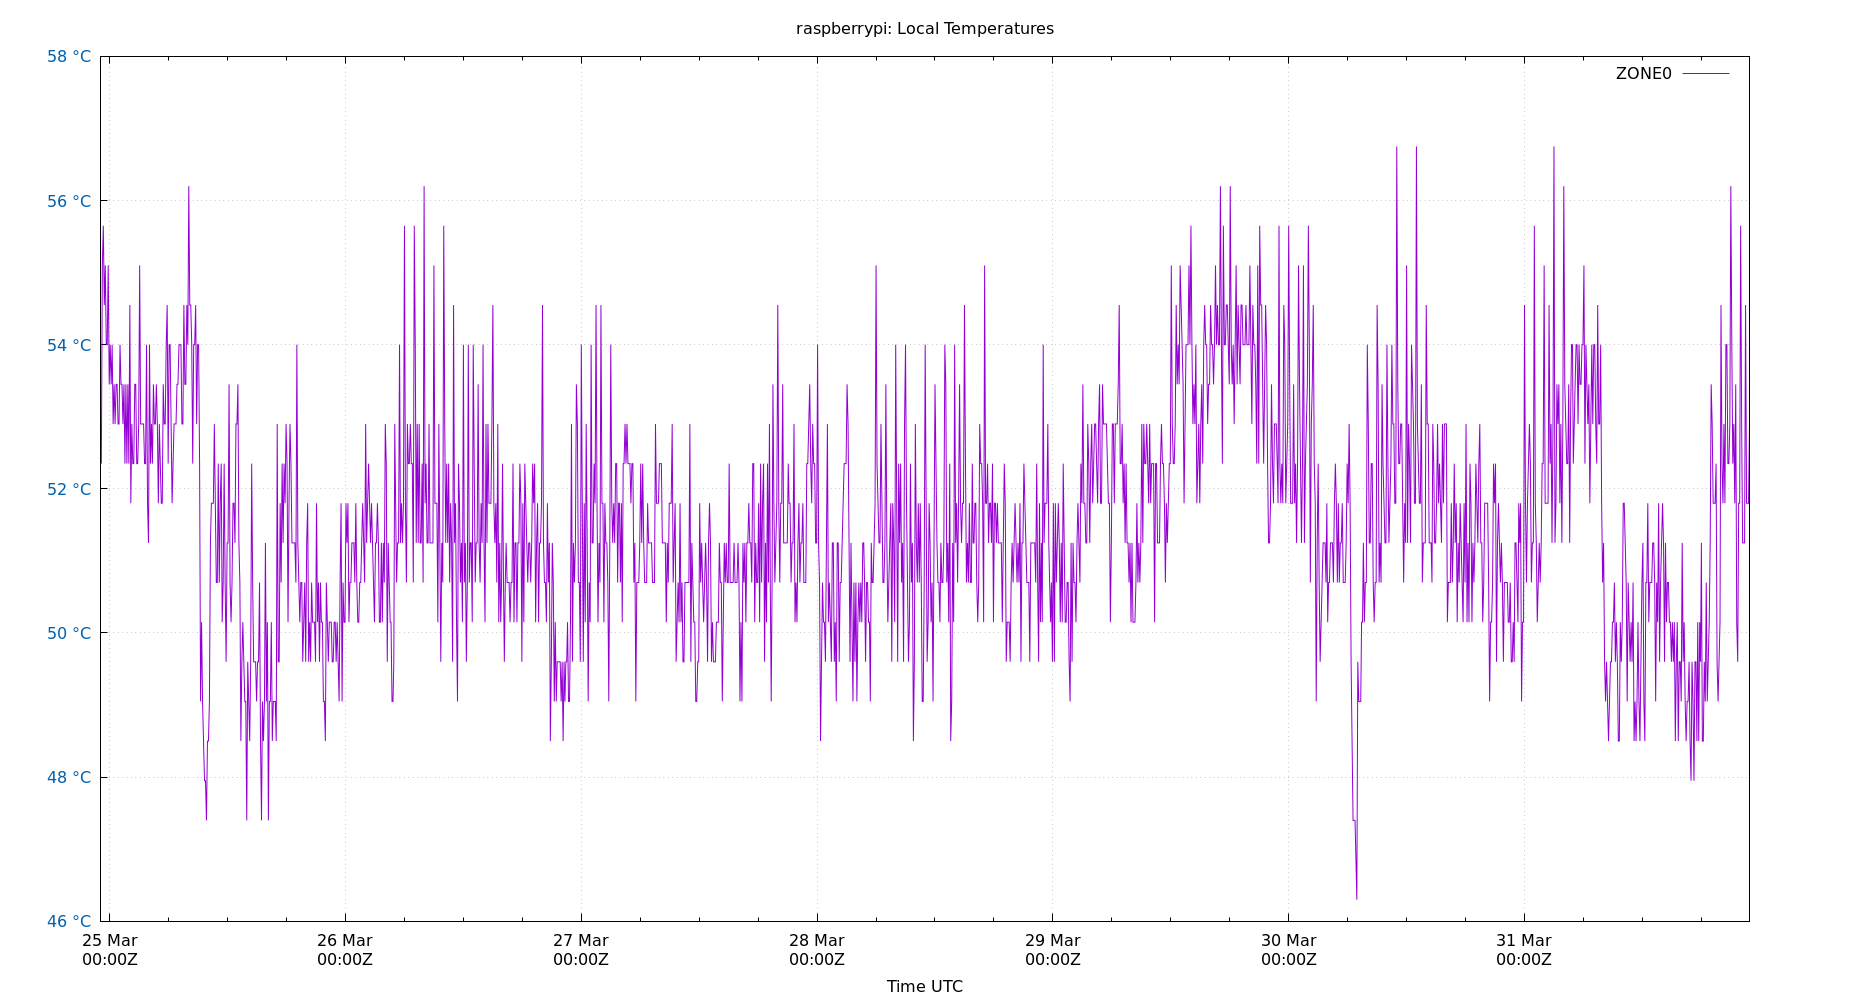 raspberrypi: Local Temperatures
58 °C
ZONE0
56 °C
54 °C
52 °C
50 °C
48 °C
46 °C
25 Mar 26 Mar 27 Mar 28 Mar 29 Mar 30 Mar 31 Mar
00:00Z 00:00Z 00:00Z 00:00Z 00:00Z 00:00Z 00:00Z
Time UTC